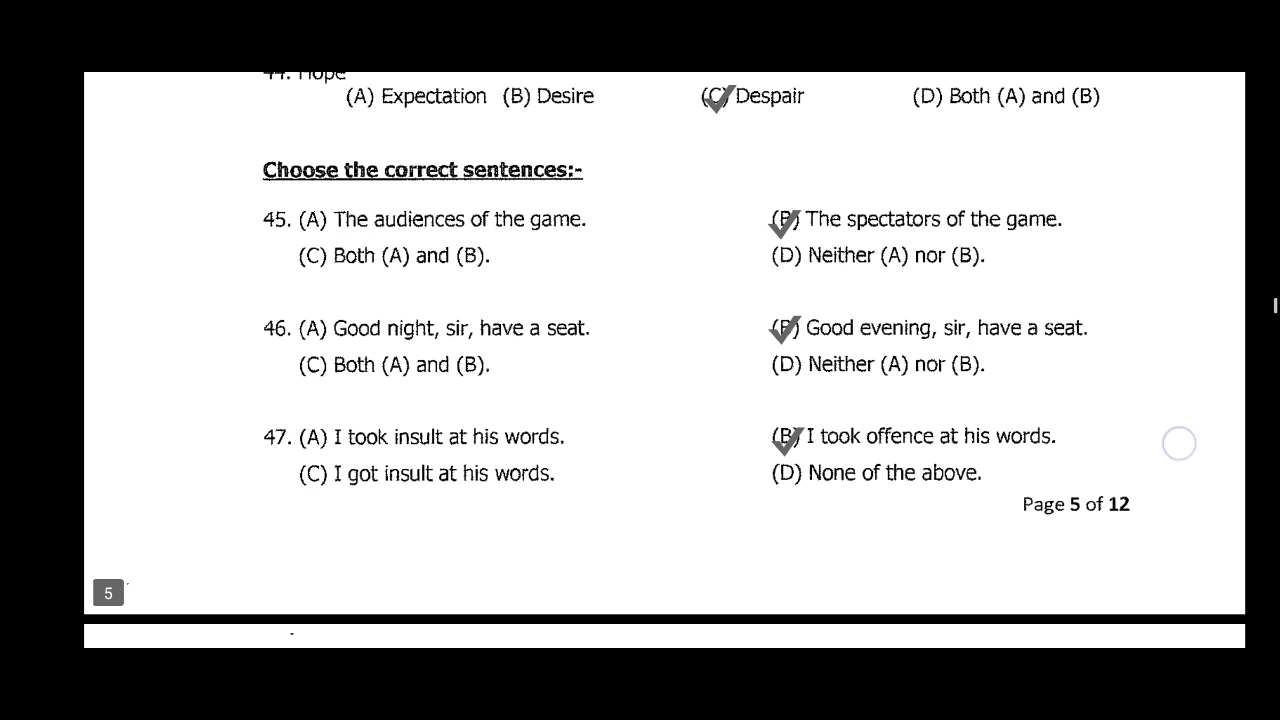 44. Hope
(A) Expectation (B) Desire (C) Despair (D) Both (A) and (B)
Choose the correct sentences:-
45. (A) The audiences of the game. (B) The spectators of the game.
(C) Both (A) and (B). (D) Neither (A) nor (B).
46. (A) Good night, sir, have a seat. (B) Good evening, sir, have a seat.
(C) Both (A) and (B). (D) Neither (A) nor (B).
47. (A) I took insult at his words. (B) I took offence at his words.
(C) I got insult at his words. (D) None of the above.
Page 5 of 12
5